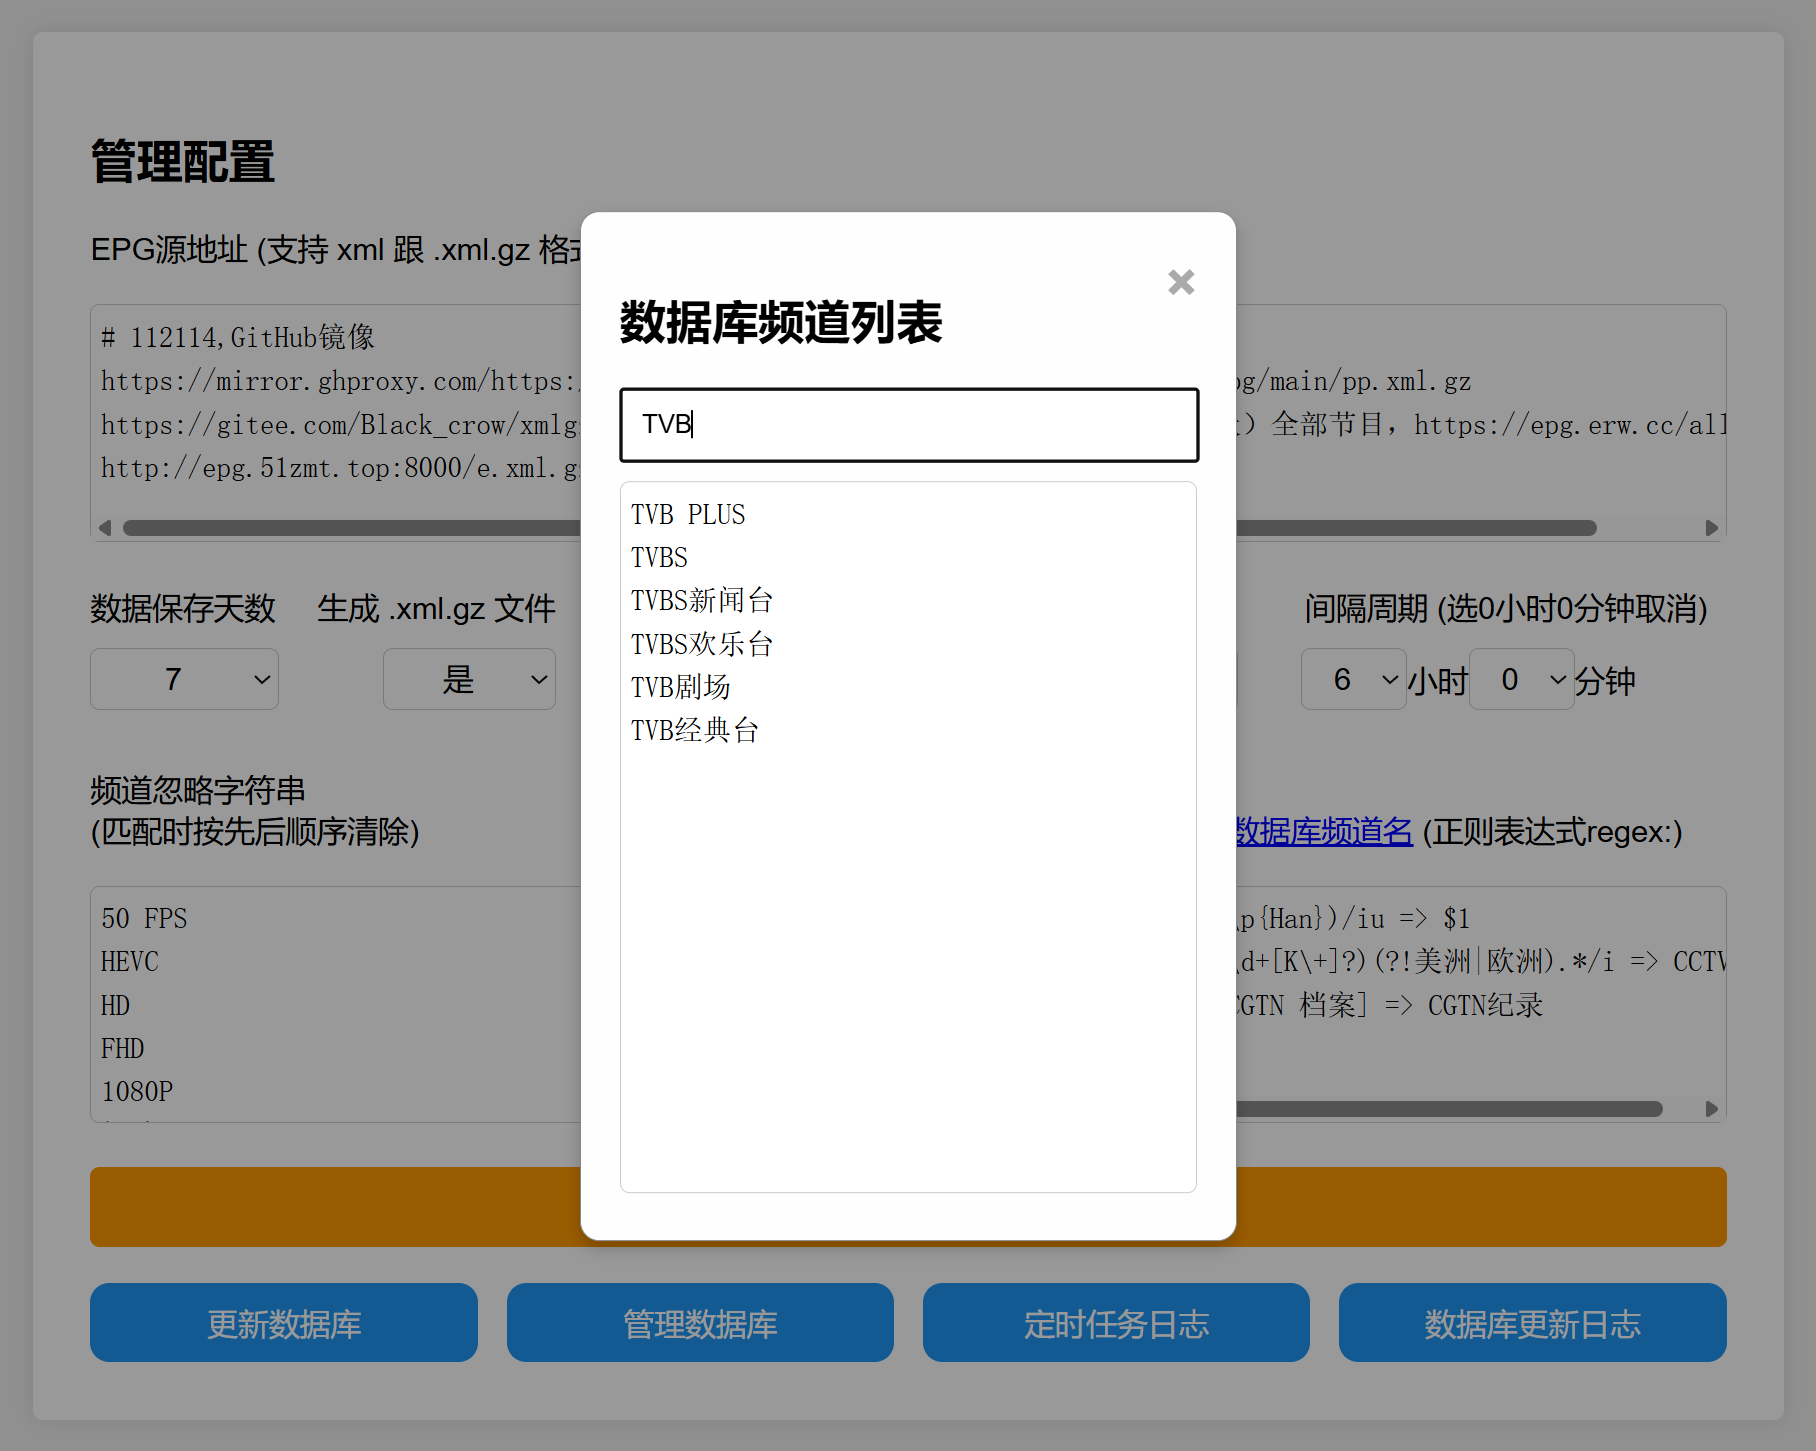 管理配置
EPG源地址 (支持 xml 跟 .xml.gz 格
# 112114,GitHub镜像
https://mirror.ghproxy.com/https:
g/main/pp.xml.gz
https://gitee.com/Black_crow/xmlg
) 全部节目，https://epg.erw.cc/all
http://epg.51zmt.top:8000/e.xml.g
数据保存天数
生成 .xml.gz 文件
间隔周期 (选0小时0分钟取消)
7
是
6
小时
0
分钟
频道忽略字符串
(匹配时按先后顺序清除)
数据库频道名 (正则表达式regex:)
50 FPS
HEVC
HD
FHD
1080P
p{Han})/iu => $1
\d+[K\+]?)(?!美洲|欧洲).*/i => CCTV
CGTN 档案] => CGTN纪录
数据库频道列表
×
TVB
TVB PLUS
TVBS
TVBS新闻台
TVBS欢乐台
TVB剧场
TVB经典台
更新数据库
管理数据库
定时任务日志
数据库更新日志